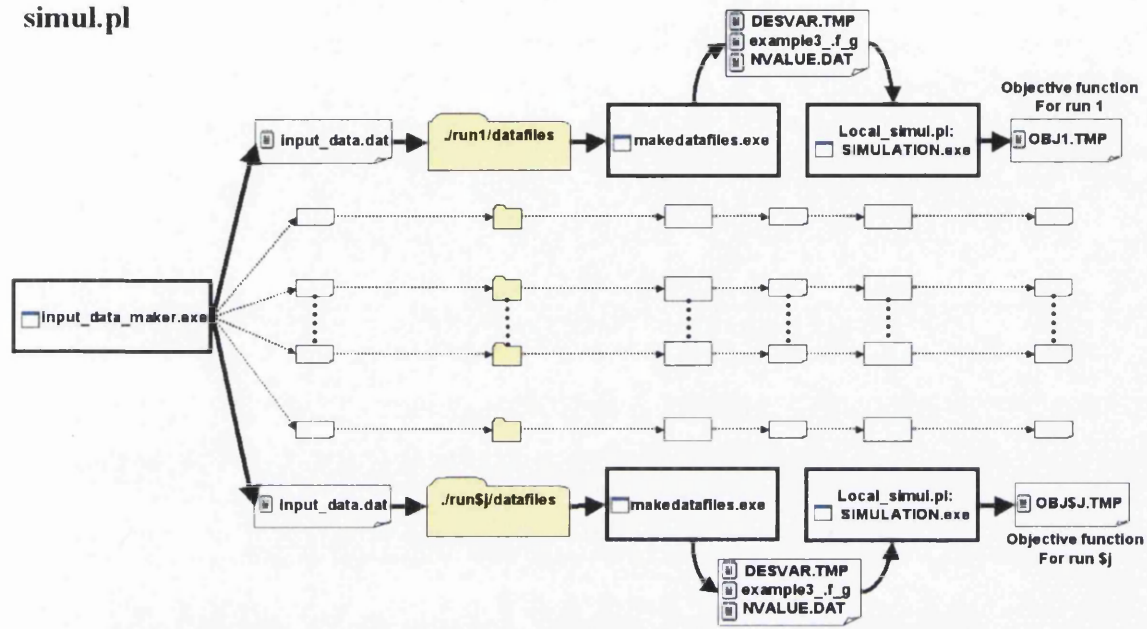 simul.pl
DESVAR.TMP
example3_.f_g
NVALUE.DAT
Objective function
For run 1
input_data.dat
./run1/datafiles
makedatafiles.exe
Local_simul.pl:
SIMULATION.exe
OBJ1.TMP
input_data_maker.exe
input_data.dat
./run$j/datafiles
makedatafiles.exe
Local_simul.pl:
SIMULATION.exe
OBJ$J.TMP
Objective function
For run $j
DESVAR.TMP
example3_.f_g
NVALUE.DAT